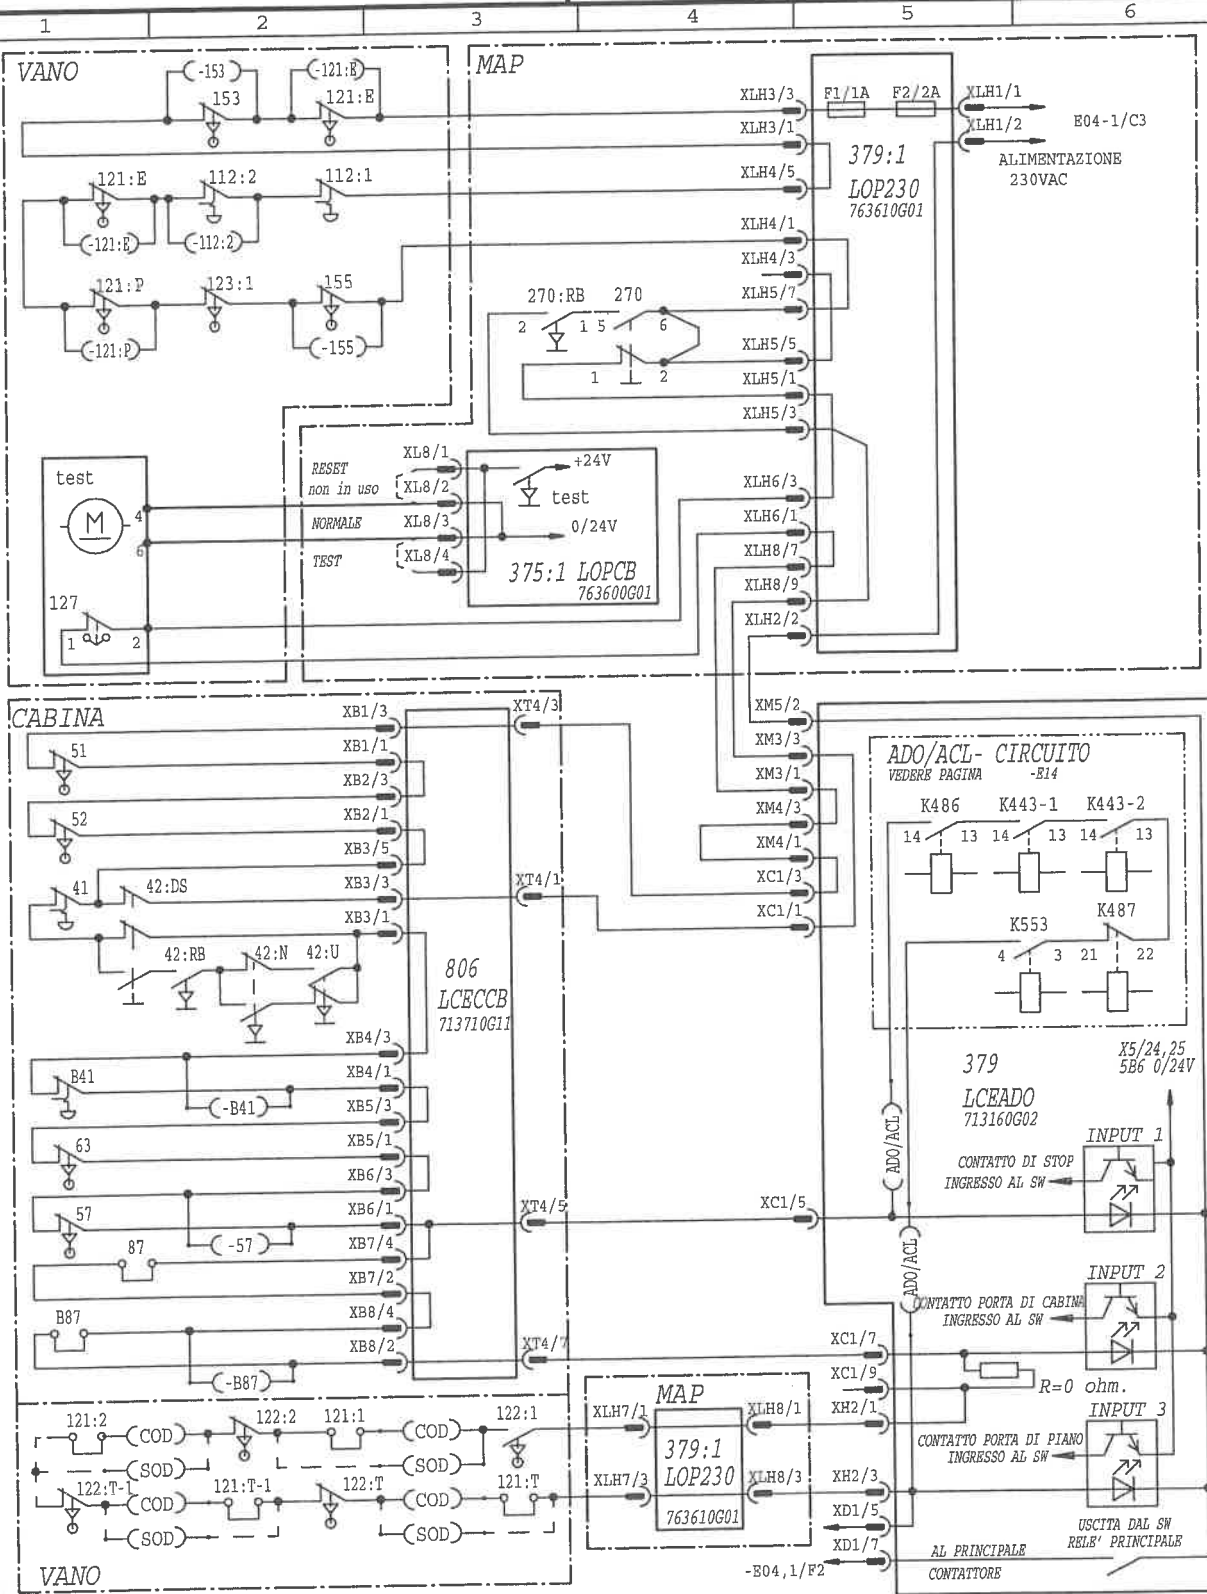 1 2 3 4 5 6
VANO
MAP
(-153)
(-121:E)
153
121:E
XLH3/3
F1/1A
F2/2A
XLH1/1
XLH3/1
XLH1/2
E04-1/C3
379:1
LOP230
763610G01
ALIMENTAZIONE
230VAC
121:E
112:2
112:1
XLH4/5
(-121:E)
(-112:2)
XLH4/1
XLH4/3
121:P
123:1
155
270:RB
270
XLH5/7
2
1
5
6
(-121:P)
(-155)
XLH5/5
1
2
XLH5/1
XLH5/3
test
M
4
6
127
1
2
RESET
non in uso
NORMALE
TEST
XL8/1
XL8/2
XL8/3
XL8/4
+24V
test
0/24V
375:1 LOPCB
763600G01
XLH6/3
XLH6/1
XLH8/7
XLH8/9
XLH2/2
CABINA
XB1/3
XT4/3
XM5/2
51
XB1/1
XM3/3
XB2/3
XM3/1
52
XB2/1
XM4/3
XB3/5
XM4/1
41
42:DS
XB3/3
XT4/1
XC1/3
XB3/1
XC1/1
42:RB
42:N
42:U
806
LCECCB
713710G11
ADO/ACL- CIRCUITO
VEDERE PAGINA -E14
K486
K443-1
K443-2
14
13
14
13
14
13
K553
K487
4
3
21
22
XB4/3
379
LCEADO
713160G02
X5/24,25
5B6 0/24V
B41
XB4/1
(-B41)
XB5/3
63
XB5/1
XB6/3
ADO/ACL
INPUT 1
CONTATTO DI STOP
INGRESSO AL SW
57
XB6/1
XT4/5
XC1/5
(-57)
87
XB7/4
XB7/2
ADO/ACL
INPUT 2
CONTATTO PORTA DI CABINA
INGRESSO AL SW
B87
XB8/4
XB8/2
XT4/7
XC1/7
(-B87)
XC1/9
R=0 ohm.
MAP
121:2
(COD)
122:2
121:1
(COD)
122:1
XLH7/1
XLH8/1
XH2/1
INPUT 3
(SOD)
(SOD)
379:1
LOP230
763610G01
CONTATTO PORTA DI PIANO
INGRESSO AL SW
122:T-1
(COD)
121:T-1
122:T
(COD)
121:T
XLH7/3
XLH8/3
XH2/3
(SOD)
(SOD)
XD1/5
USCITA DAL SW
RELE' PRINCIPALE
XD1/7
AL PRINCIPALE
CONTATTORE
-E04,1/F2
VANO